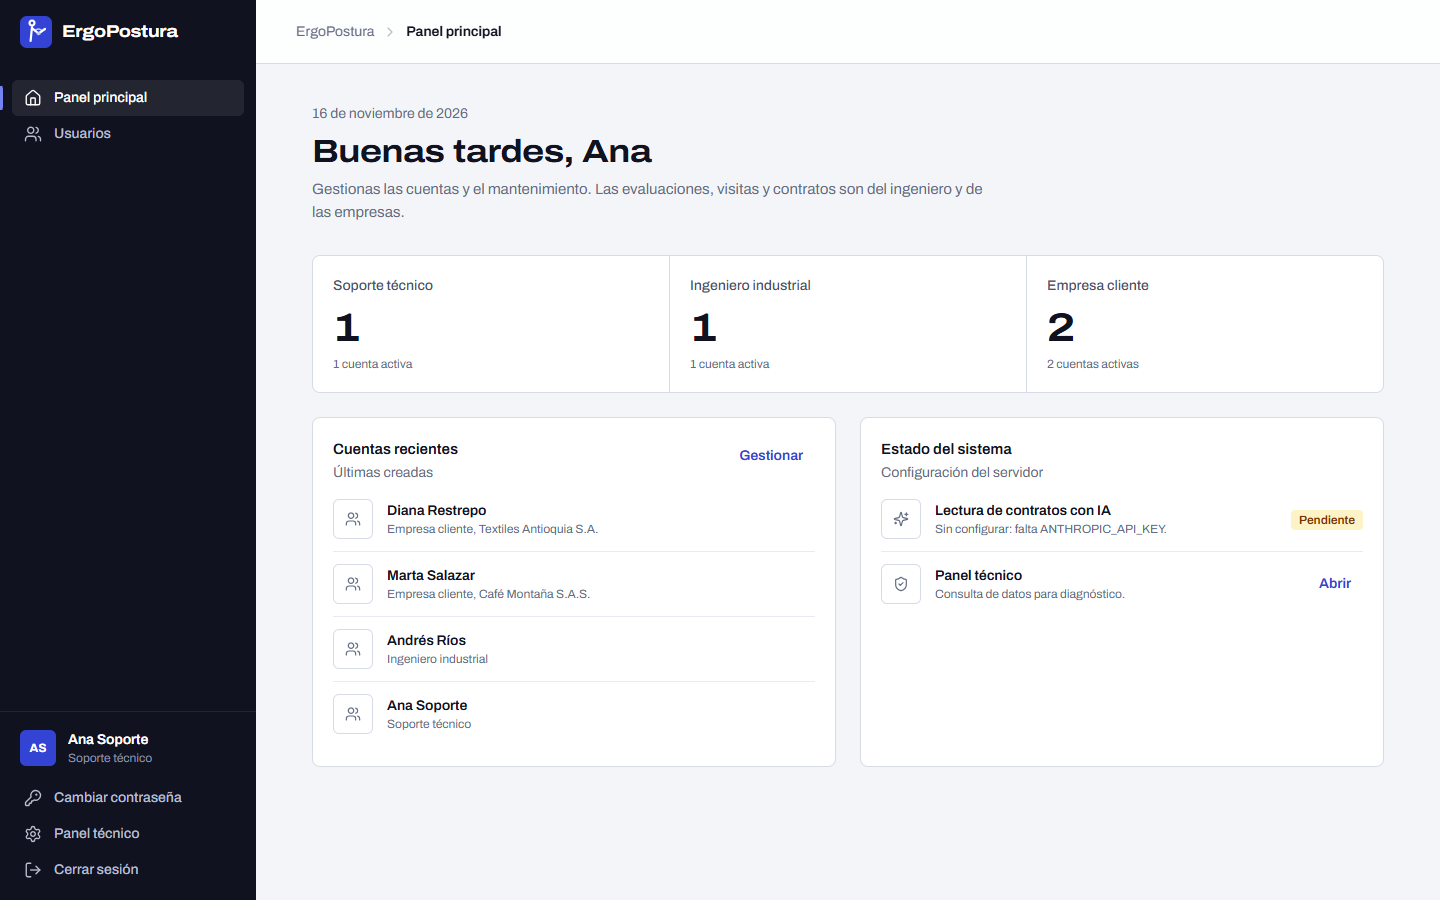 ErgoPostura
Panel principal
Usuarios
AS
Ana Soporte
Soporte técnico
Cambiar contraseña
Panel técnico
Cerrar sesión
ErgoPostura > Panel principal
16 de noviembre de 2026
Buenas tardes, Ana
Gestionas las cuentas y el mantenimiento. Las evaluaciones, visitas y contratos son del ingeniero y de
las empresas.
Soporte técnico
1
1 cuenta activa
Ingeniero industrial
1
1 cuenta activa
Empresa cliente
2
2 cuentas activas
Cuentas recientes
Últimas creadas
Gestionar
Diana Restrepo
Empresa cliente, Textiles Antioquia S.A.
Marta Salazar
Empresa cliente, Café Montaña S.A.S.
Andrés Ríos
Ingeniero industrial
Ana Soporte
Soporte técnico
Estado del sistema
Configuración del servidor
Lectura de contratos con IA
Sin configurar: falta ANTHROPIC_API_KEY.
Pendiente
Panel técnico
Consulta de datos para diagnóstico.
Abrir